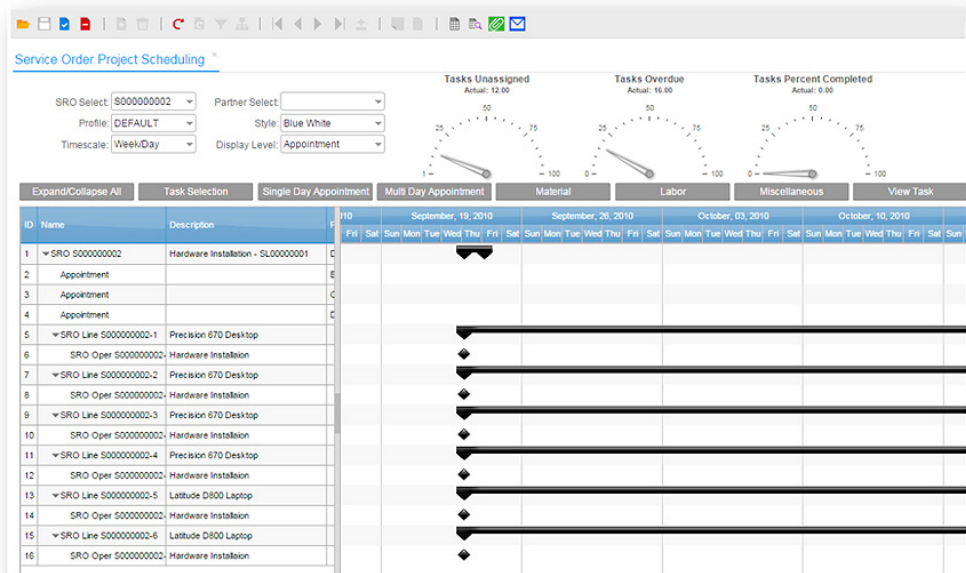 Service Order Project Scheduling
Tasks Unassigned
Actual: 12.00
Tasks Overdue
Actual: 16.00
Tasks Percent Completed
Actual: 0.00
SRO Select: S000000002
Partner Select:
Profile: DEFAULT
Style: Blue White
Timescale: Week/Day
Display Level: Appointment
1 25 50 75 100
0 25 50 75 100
0 25 50 75 100
Expand/Collapse All
Task Selection
Single Day Appointment
Multi Day Appointment
Material
Labor
Miscellaneous
View Task
ID Name Description
September, 19, 2010
September, 26, 2010
October, 03, 2010
October, 10, 2010
Fri Sat Sun Mon Tue Wed Thu Fri Sat Sun Mon Tue Wed Thu Fri Sat Sun Mon Tue Wed Thu Fri Sat Sun Mon Tue Wed Thu Fri Sat Sun
1 SRO S000000002 Hardware Installation - SL00000001
2 Appointment
3 Appointment
4 Appointment
5 SRO Line S000000002-1 Precision 670 Desktop
6 SRO Oper S000000002- Hardware Installaion
7 SRO Line S000000002-2 Precision 670 Desktop
8 SRO Oper S000000002- Hardware Installaion
9 SRO Line S000000002-3 Precision 670 Desktop
10 SRO Oper S000000002- Hardware Installaion
11 SRO Line S000000002-4 Precision 670 Desktop
12 SRO Oper S000000002- Hardware Installaion
13 SRO Line S000000002-5 Latitude D800 Laptop
14 SRO Oper S000000002- Hardware Installaion
15 SRO Line S000000002-6 Latitude D800 Laptop
16 SRO Oper S000000002- Hardware Installaion